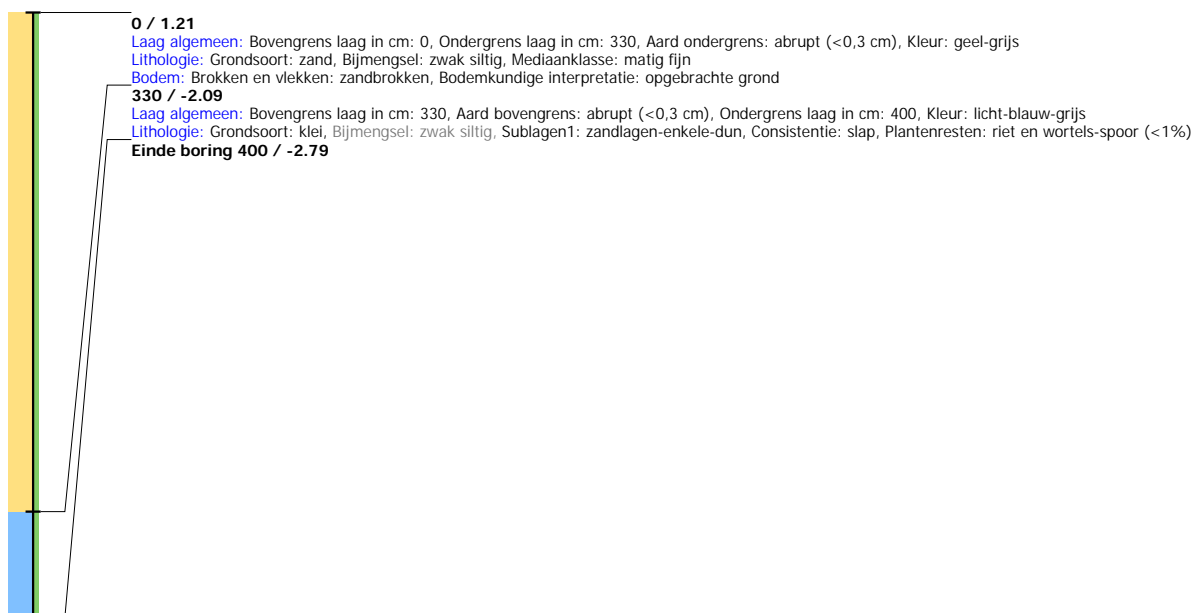 0 / 1.21
Laag algemeen: Bovengrens laag in cm: 0, Ondergrens laag in cm: 330, Aard ondergrens: abrupt (<0,3 cm), Kleur: geel-grijs
Lithologie: Grondsoort: zand, Bijmengsel: zwak siltig, Mediaanklasse: matig fijn
Bodem: Brokken en vlekken: zandbrokken, Bodemkundige interpretatie: opgebrachte grond
330 / -2.09
Laag algemeen: Bovengrens laag in cm: 330, Aard bovengrens: abrupt (<0,3 cm), Ondergrens laag in cm: 400, Kleur: licht-blauw-grijs
Lithologie: Grondsoort: klei, Bijmengsel: zwak siltig, Sublagen1: zandlagen-enkele-dun, Consistentie: slap, Plantenresten: riet en wortels-spoor (<1%)
Einde boring 400 / -2.79